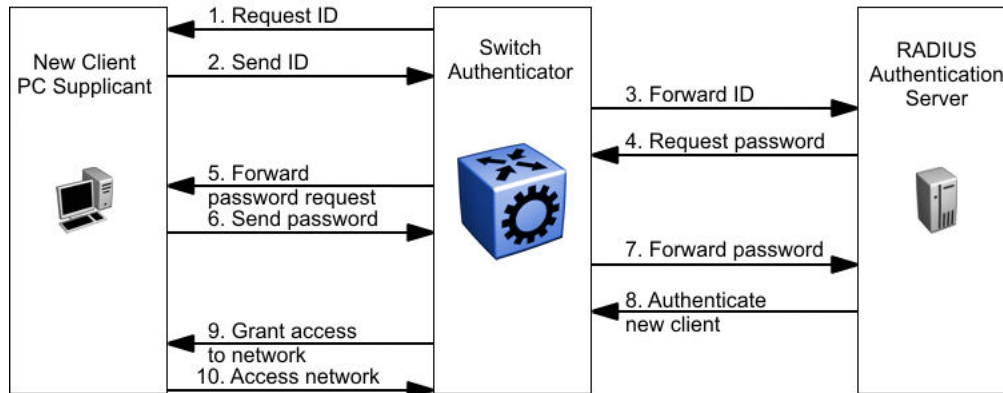 New Client
PC Supplicant
Switch
Authenticator
RADIUS
Authentication
Server
1. Request ID
2. Send ID
3. Forward ID
4. Request password
5. Forward
password request
6. Send password
7. Forward password
8. Authenticate
new client
9. Grant access
to network
10. Access network